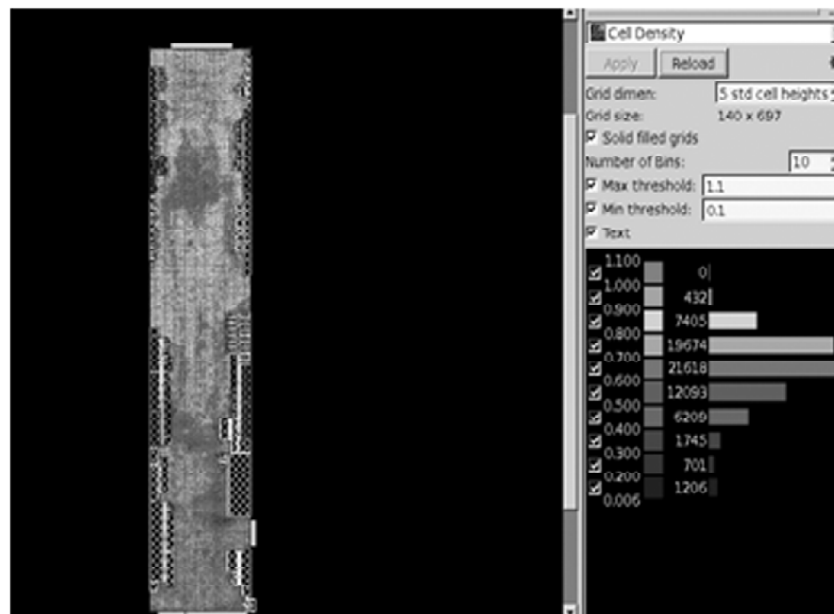 Cell Density
Apply Reload
Grid dimen: 5 std cell heights
Grid size: 140 x 697
Solid filled grids
Number of Bins: 10
Max threshold: 1.1
Min threshold: 0.1
Text
1.100
0
1.000
432
0.900
7405
0.800
19674
0.700
21618
0.600
12093
0.500
6209
0.400
1745
0.300
701
0.200
1206
0.006